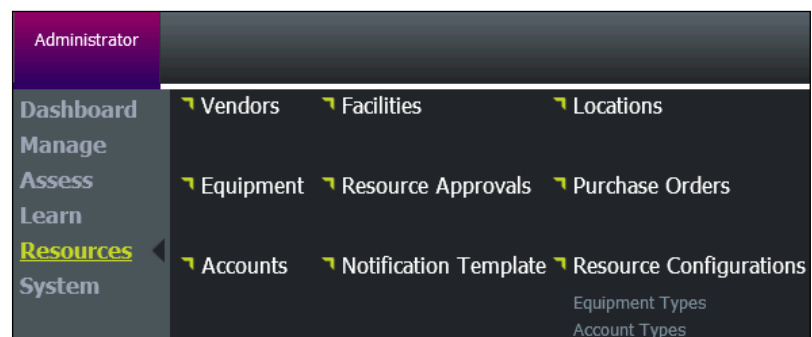 Administrator
Dashboard
Manage
Assess
Learn
Resources
System
Vendors Facilities Locations
Equipment Resource Approvals Purchase Orders
Accounts Notification Template Resource Configurations
Equipment Types
Account Types